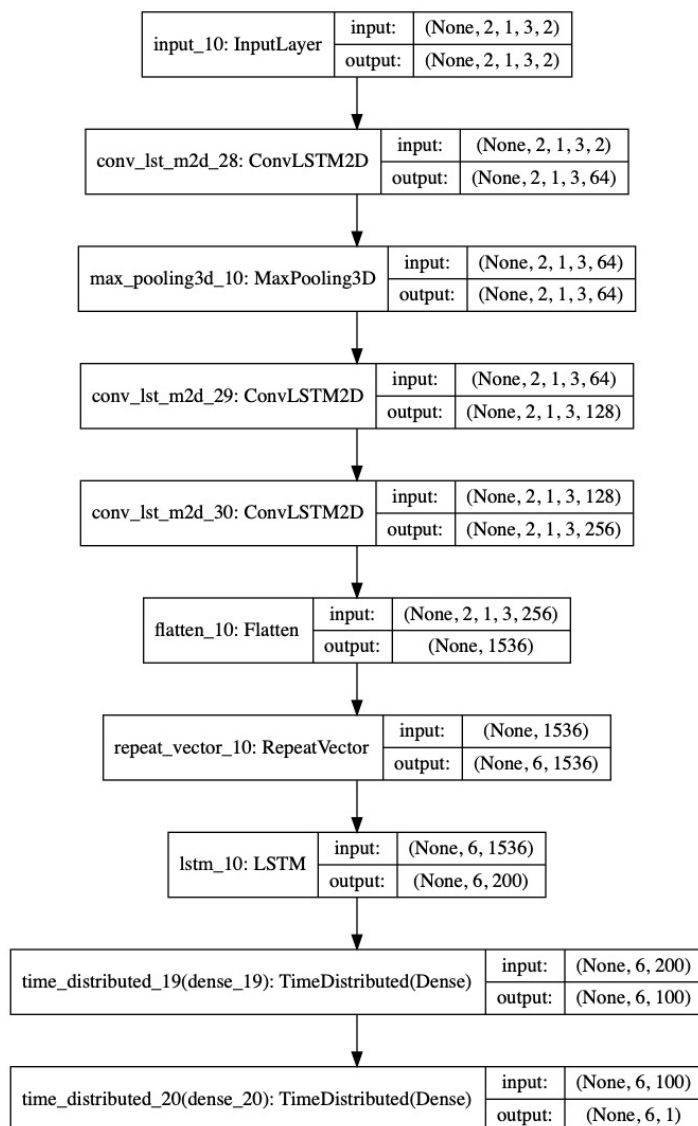 input_10: InputLayer input: (None, 2, 1, 3, 2)
output: (None, 2, 1, 3, 2)
conv_lst_m2d_28: ConvLSTM2D input: (None, 2, 1, 3, 2)
output: (None, 2, 1, 3, 64)
max_pooling3d_10: MaxPooling3D input: (None, 2, 1, 3, 64)
output: (None, 2, 1, 3, 64)
conv_lst_m2d_29: ConvLSTM2D input: (None, 2, 1, 3, 64)
output: (None, 2, 1, 3, 128)
conv_lst_m2d_30: ConvLSTM2D input: (None, 2, 1, 3, 128)
output: (None, 2, 1, 3, 256)
flatten_10: Flatten input: (None, 2, 1, 3, 256)
output: (None, 1536)
repeat_vector_10: RepeatVector input: (None, 1536)
output: (None, 6, 1536)
lstm_10: LSTM input: (None, 6, 1536)
output: (None, 6, 200)
time_distributed_19(dense_19): TimeDistributed(Dense) input: (None, 6, 200)
output: (None, 6, 100)
time_distributed_20(dense_20): TimeDistributed(Dense) input: (None, 6, 100)
output: (None, 6, 1)